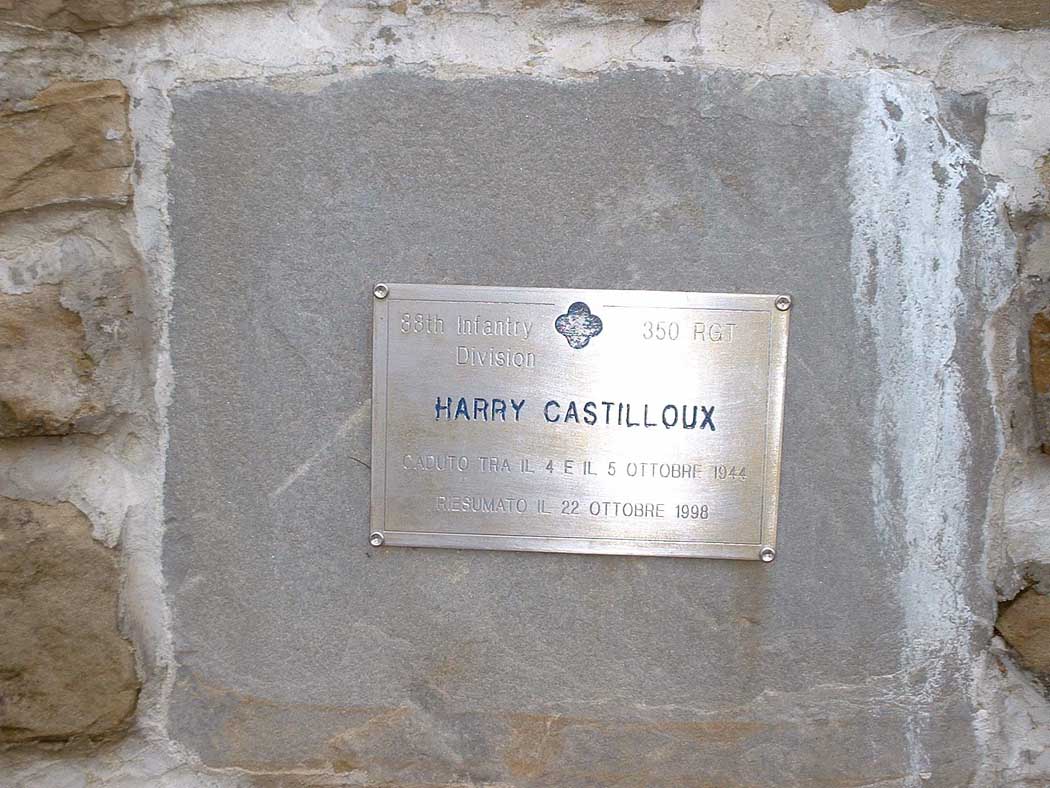 88th Infantry 350 RGT
Division
HARRY CASTILLOUX
CADUTO TRA IL 4 E IL 5 OTTOBRE 1944
RIESUMATO IL 22 OTTOBRE 1998